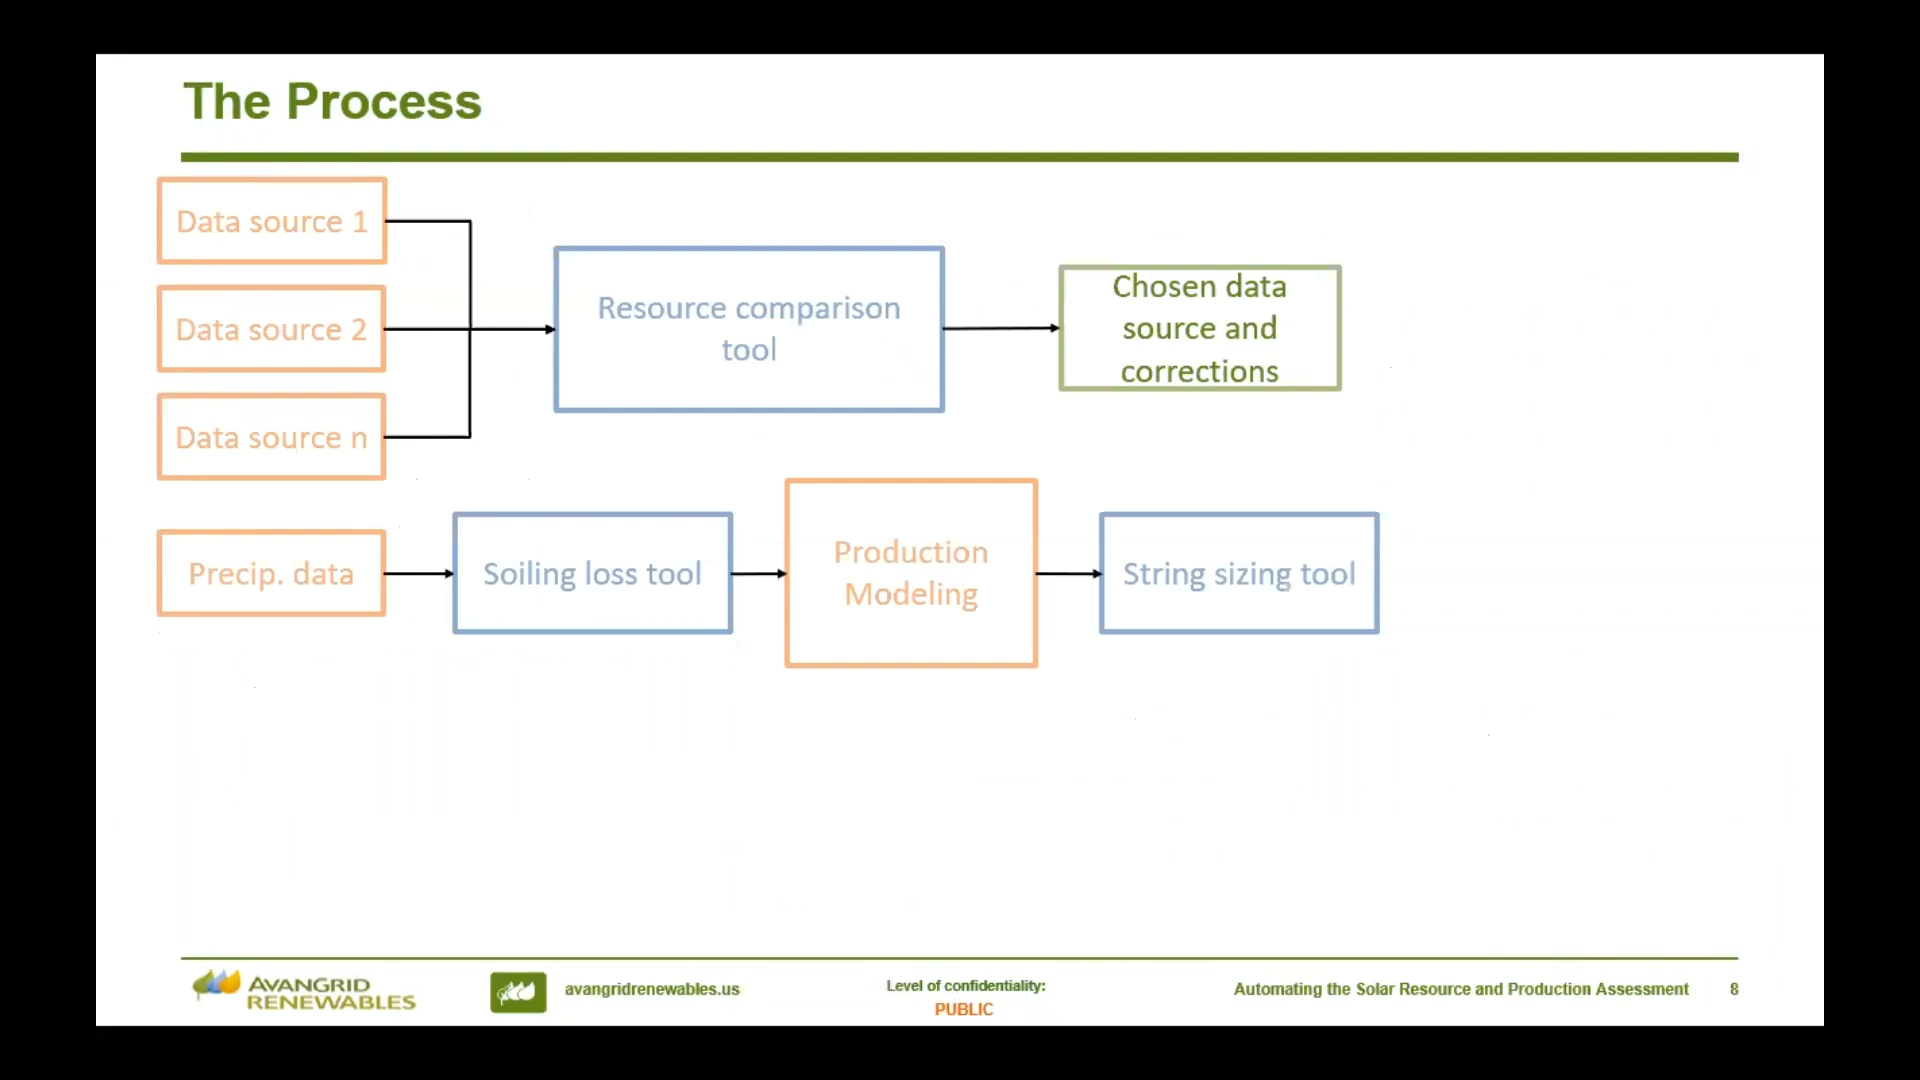 The Process
Data source 1
Data source 2
Data source n
Resource comparison
tool
Chosen data
source and
corrections
Precip. data
Soiling loss tool
Production
Modeling
String sizing tool
AVANGRID
RENEWABLES
avangridrenewables.us
Level of confidentiality:
PUBLIC
Automating the Solar Resource and Production Assessment
8